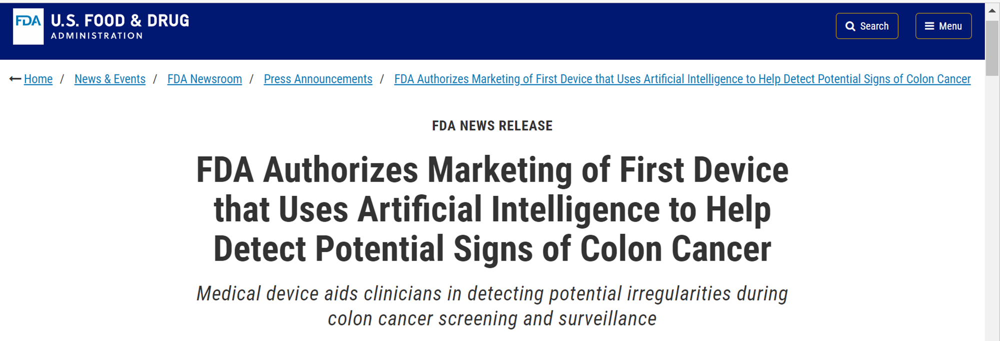 FDA U.S. FOOD & DRUG
ADMINISTRATION
Search
Menu
Home / News & Events / FDA Newsroom / Press Announcements / FDA Authorizes Marketing of First Device that Uses Artificial Intelligence to Help Detect Potential Signs of Colon Cancer
FDA NEWS RELEASE
FDA Authorizes Marketing of First Device
that Uses Artificial Intelligence to Help
Detect Potential Signs of Colon Cancer
Medical device aids clinicians in detecting potential irregularities during
colon cancer screening and surveillance